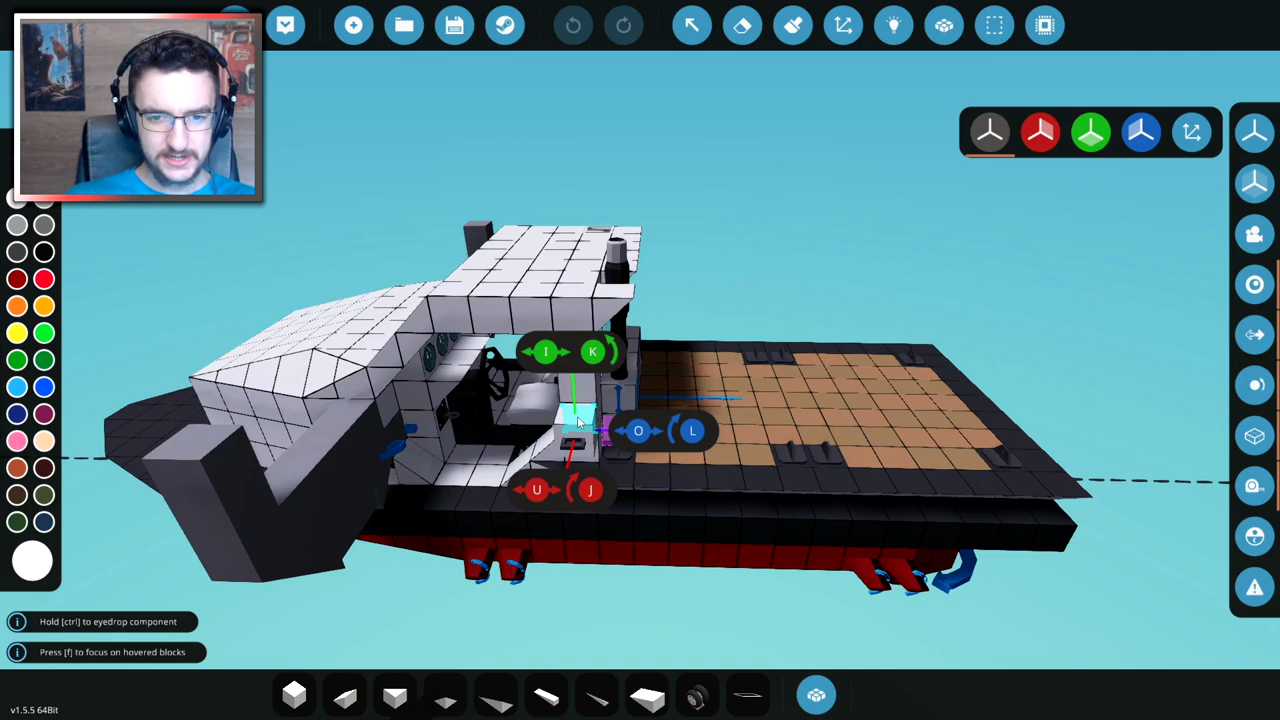 I K
O L
U J
Hold [ctrl] to eyedrop component
Press [f] to focus on hovered blocks
v1.5.5 64Bit